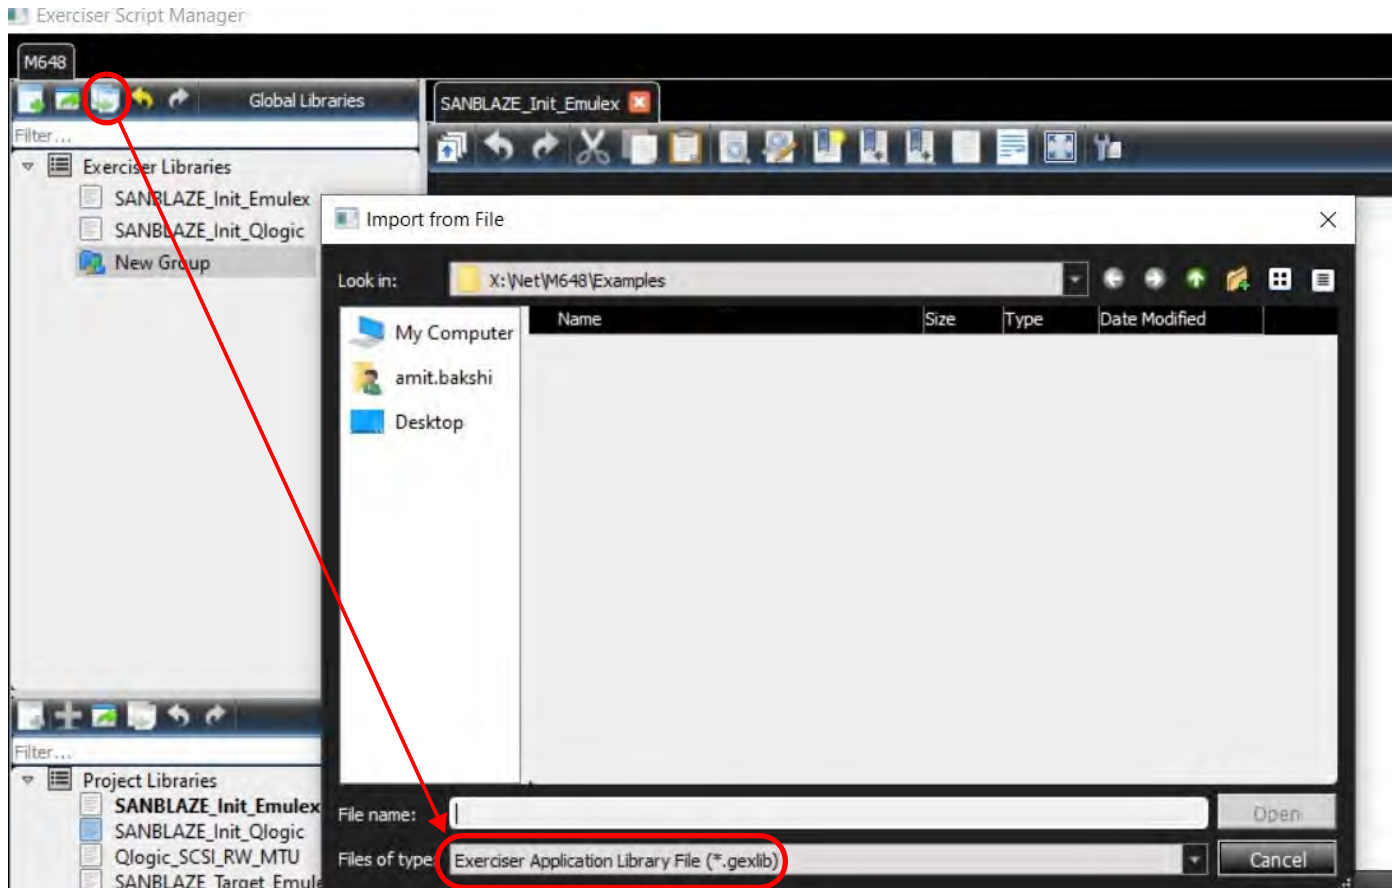 Exerciser Script Manager
M648
Global Libraries
SANBLAZE_Init_Emulex
Filter...
Exerciser Libraries
SANBLAZE_Init_Emulex
SANBLAZE_Init_Qlogic
New Group
Import from File
Look in:
X:\Net\M648\Examples
Name Size Type Date Modified
My Computer
amit.bakshi
Desktop
Filter...
Project Libraries
SANBLAZE_Init_Emulex
SANBLAZE_Init_Qlogic
Qlogic_SCSI_RW_MTU
SANBLAZE_Target_Emule
File name:
Open
Files of type:
Exerciser Application Library File (*.gexlib)
Cancel